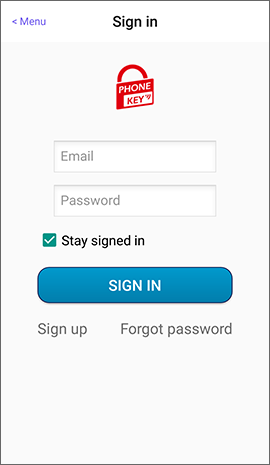 < Menu
Sign in
PHONE
KEY
Email
Password
Stay signed in
SIGN IN
Sign up
Forgot password